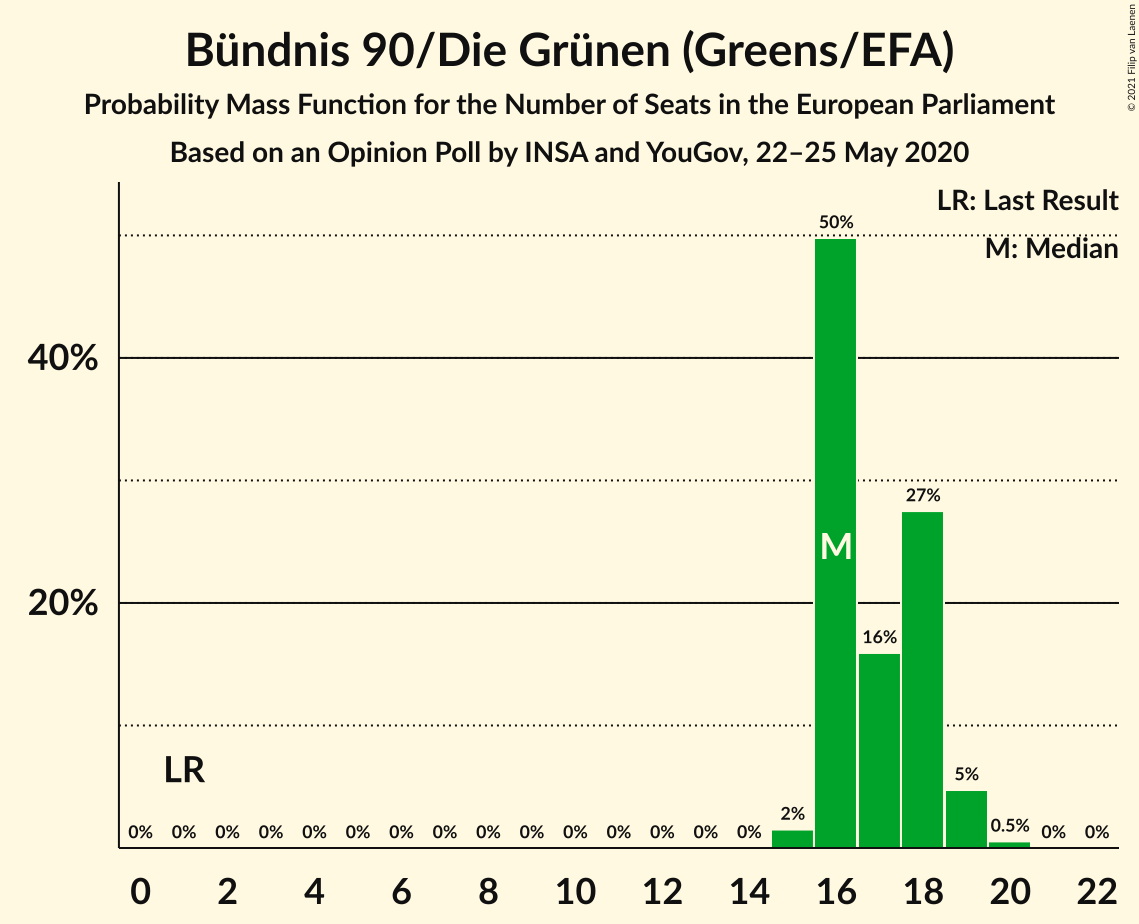 Bündnis 90/Die Grünen (Greens/EFA)
Probability Mass Function for the Number of Seats in the European Parliament
Based on an Opinion Poll by INSA and YouGov, 22–25 May 2020
© 2021 Filip van Laenen
LR: Last Result
M: Median
50%
40%
27%
M
20%
16%
LR
5%
2%
0% 0% 0% 0% 0% 0% 0% 0% 0% 0% 0% 0% 0% 0% 0% 0.5% 0% 0%
0 2 4 6 8 10 12 14 16 18 20 22